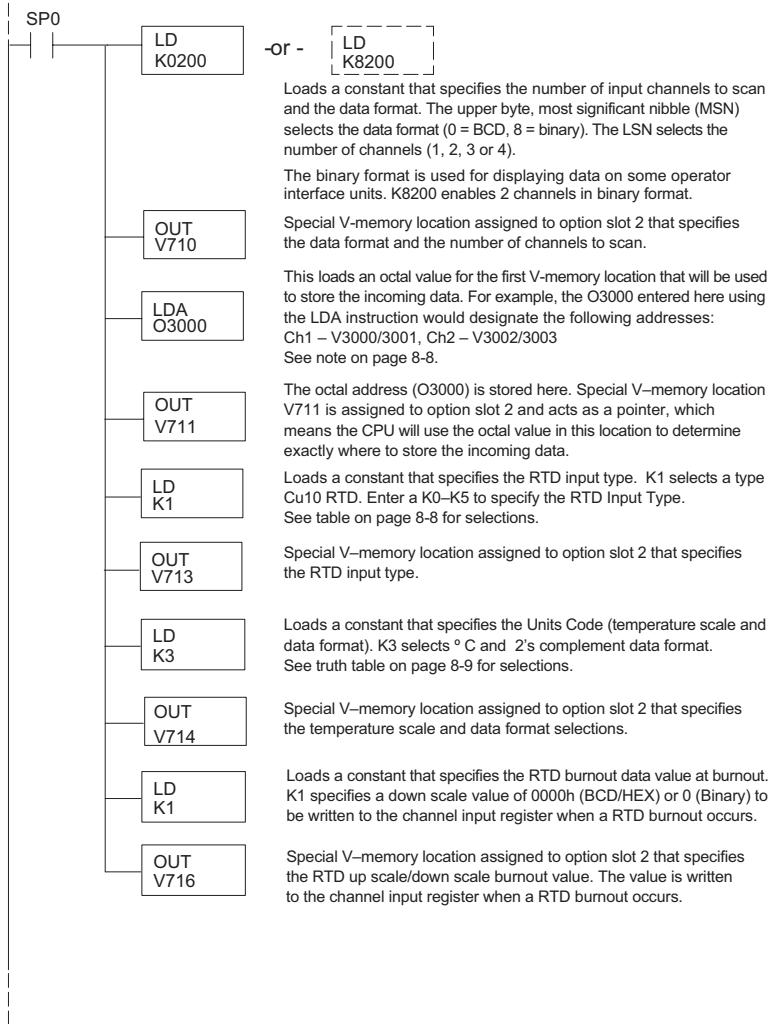 SP0
LD
K0200
-or -
LD
K8200
Loads a constant that specifies the number of input channels to scan
and the data format. The upper byte, most significant nibble (MSN)
selects the data format (0 = BCD, 8 = binary). The LSN selects the
number of channels (1, 2, 3 or 4).
The binary format is used for displaying data on some operator
interface units. K8200 enables 2 channels in binary format.
OUT
V710
Special V-memory location assigned to option slot 2 that specifies
the data format and the number of channels to scan.
LDA
O3000
This loads an octal value for the first V-memory location that will be used
to store the incoming data. For example, the O3000 entered here using
the LDA instruction would designate the following addresses:
Ch1 – V3000/3001, Ch2 – V3002/3003
See note on page 8-8.
OUT
V711
The octal address (O3000) is stored here. Special V–memory location
V711 is assigned to option slot 2 and acts as a pointer, which
means the CPU will use the octal value in this location to determine
exactly where to store the incoming data.
LD
K1
Loads a constant that specifies the RTD input type. K1 selects a type
Cu10 RTD. Enter a K0–K5 to specify the RTD Input Type.
See table on page 8-8 for selections.
OUT
V713
Special V–memory location assigned to option slot 2 that specifies
the RTD input type.
LD
K3
Loads a constant that specifies the Units Code (temperature scale and
data format). K3 selects º C and 2's complement data format.
See truth table on page 8-9 for selections.
OUT
V714
Special V–memory location assigned to option slot 2 that specifies
the temperature scale and data format selections.
LD
K1
Loads a constant that specifies the RTD burnout data value at burnout.
K1 specifies a down scale value of 0000h (BCD/HEX) or 0 (Binary) to
be written to the channel input register when a RTD burnout occurs.
OUT
V716
Special V–memory location assigned to option slot 2 that specifies
the RTD up scale/down scale burnout value. The value is written
to the channel input register when a RTD burnout occurs.